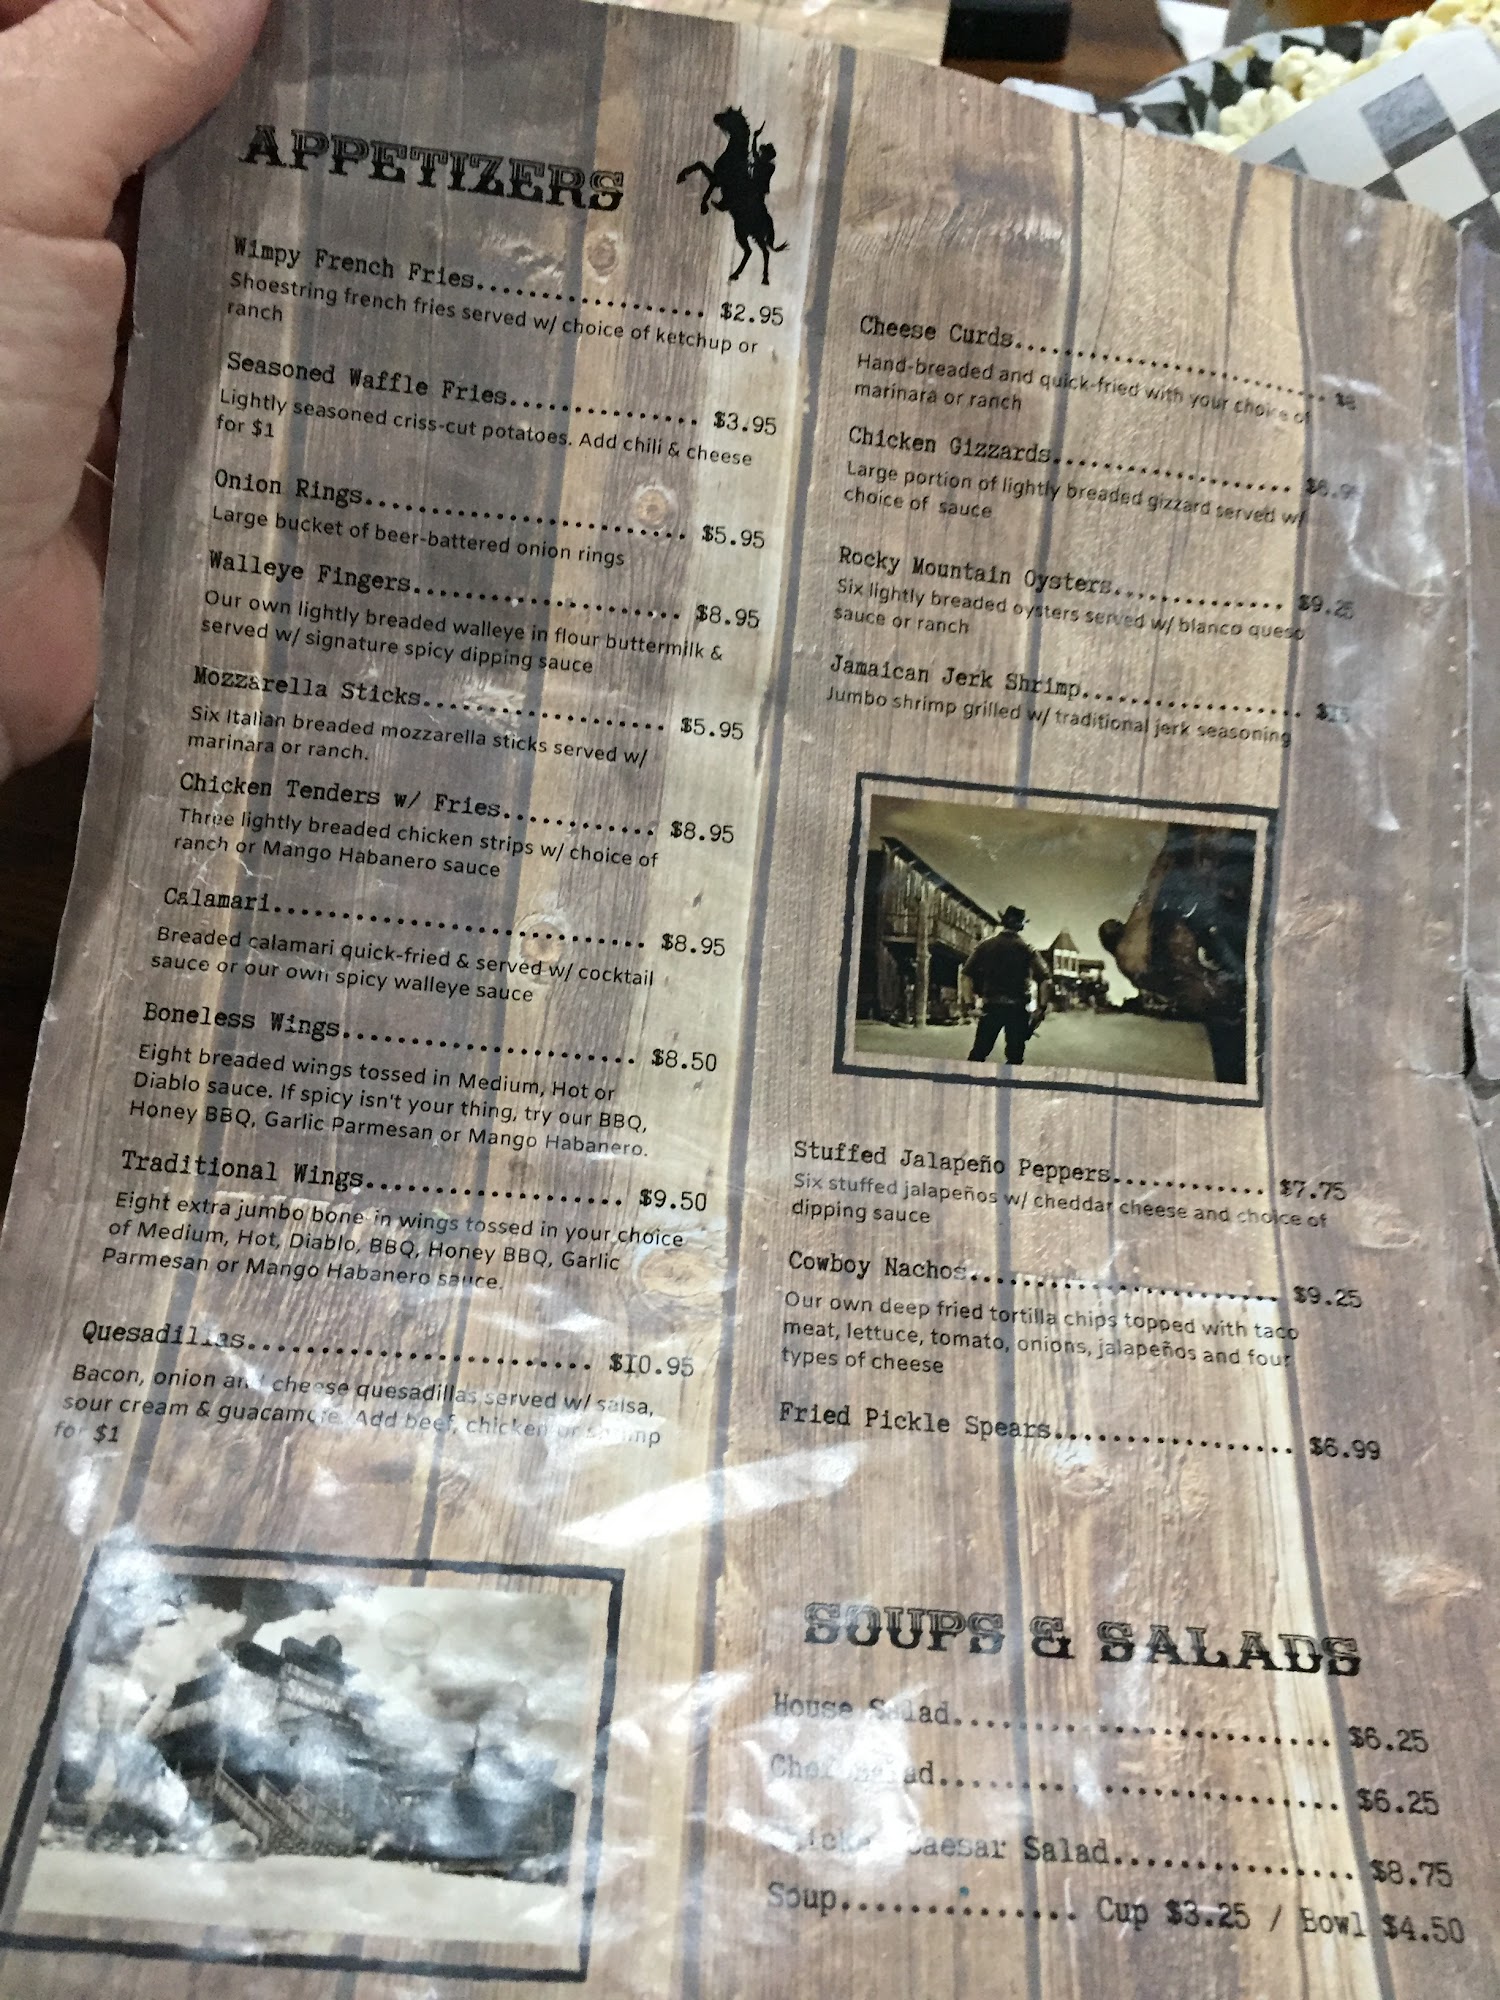 APPETIZERS
Wimpy French Fries.................. $2.95
Shoestring french fries served w/ choice of ketchup or
ranch
Seasoned Waffle Fries.............. $3.95
Lightly seasoned criss-cut potatoes. Add chili & cheese
for $1
Onion Rings........................ $5.95
Large bucket of beer-battered onion rings
Walleye Fingers.................... $8.95
Our own lightly breaded walleye in flour buttermilk &
served w/ signature spicy dipping sauce
Mozzarella Sticks.................. $5.95
Six Italian breaded mozzarella sticks served w/
marinara or ranch.
Chicken Tenders w/ Fries............ $8.95
Three lightly breaded chicken strips w/ choice of
ranch or Mango Habanero sauce
Calamari............................ $8.95
Breaded calamari quick-fried & served w/ cocktail
sauce or our own spicy walleye sauce
Boneless Wings...................... $8.50
Eight breaded wings tossed in Medium, Hot or
Diablo sauce. If spicy isn't your thing, try our BBQ,
Honey BBQ, Garlic Parmesan or Mango Habanero.
Traditional Wings................... $9.50
Eight extra jumbo bone in wings tossed in your choice
of Medium, Hot, Diablo, BBQ, Honey BBQ, Garlic
Parmesan or Mango Habanero sauce.
Quesadillas.......................... $10.95
Bacon, onion and cheese quesadillas served w/ salsa,
sour cream & guacamole. Add beef, chicken or shrimp
for $1
Cheese Curds........................ $8
Hand-breaded and quick-fried with your choice of
marinara or ranch
Chicken Gizzards...................
Large portion of lightly breaded gizzard served w/
choice of sauce
Rocky Mountain Oysters............. $9.25
Six lightly breaded oysters served w/ blanco queso
sauce or ranch
Jamaican Jerk Shrimp................ $15
Jumbo shrimp grilled w/ traditional jerk seasoning
Stuffed Jalapeño Peppers............ $7.75
Six stuffed jalapeños w/ cheddar cheese and choice of
dipping sauce
Cowboy Nachos....................... $9.25
Our own deep fried tortilla chips topped with taco
meat, lettuce, tomato, onions, jalapeños and four
types of cheese
Fried Pickle Spears................. $6.99
SOUPS & SALADS
House Salad............................ $6.25
Chef Salad............................. $6.25
Chicken Caesar Salad................ $8.75
Soup.............. Cup $3.25 / Bowl $4.50